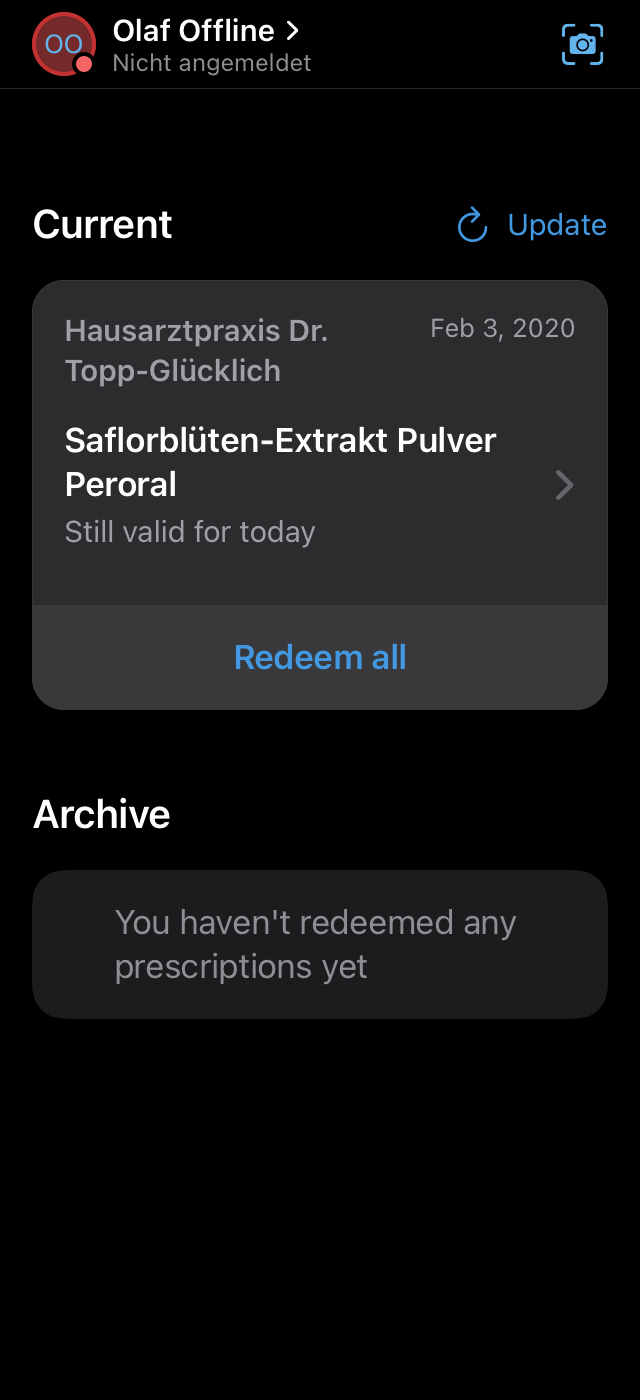 OO
Olaf Offline
Nicht angemeldet
Current
Update
Hausarztpraxis Dr.
Topp-Glücklich
Feb 3, 2020
Saflorblüten-Extrakt Pulver
Peroral
Still valid for today
Redeem all
Archive
You haven't redeemed any
prescriptions yet